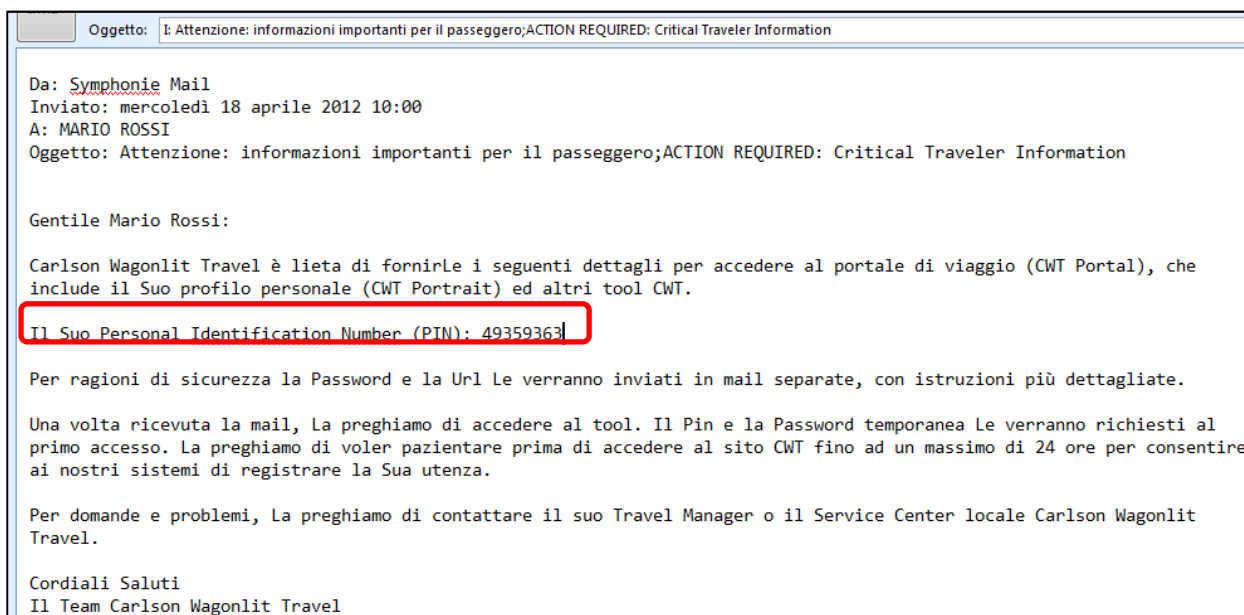 Oggetto: I: Attenzione: informazioni importanti per il passeggero;ACTION REQUIRED: Critical Traveler Information
Da: Symphonie Mail
Inviato: mercoledì 18 aprile 2012 10:00
A: MARIO ROSSI
Oggetto: Attenzione: informazioni importanti per il passeggero;ACTION REQUIRED: Critical Traveler Information
Gentile Mario Rossi:
Carlson Wagonlit Travel è lieta di fornirLe i seguenti dettagli per accedere al portale di viaggio (CWT Portal), che
include il Suo profilo personale (CWT Portrait) ed altri tool CWT.
Il Suo Personal Identification Number (PIN): 49359363
Per ragioni di sicurezza la Password e la Url Le verranno inviati in mail separate, con istruzioni più dettagliate.
Una volta ricevuta la mail, La preghiamo di accedere al tool. Il Pin e la Password temporanea Le verranno richiesti al
primo accesso. La preghiamo di voler pazientare prima di accedere al sito CWT fino ad un massimo di 24 ore per consentire
ai nostri sistemi di registrare la Sua utenza.
Per domande e problemi, La preghiamo di contattare il suo Travel Manager o il Service Center locale Carlson Wagonlit
Travel.
Cordiali Saluti
Il Team Carlson Wagonlit Travel